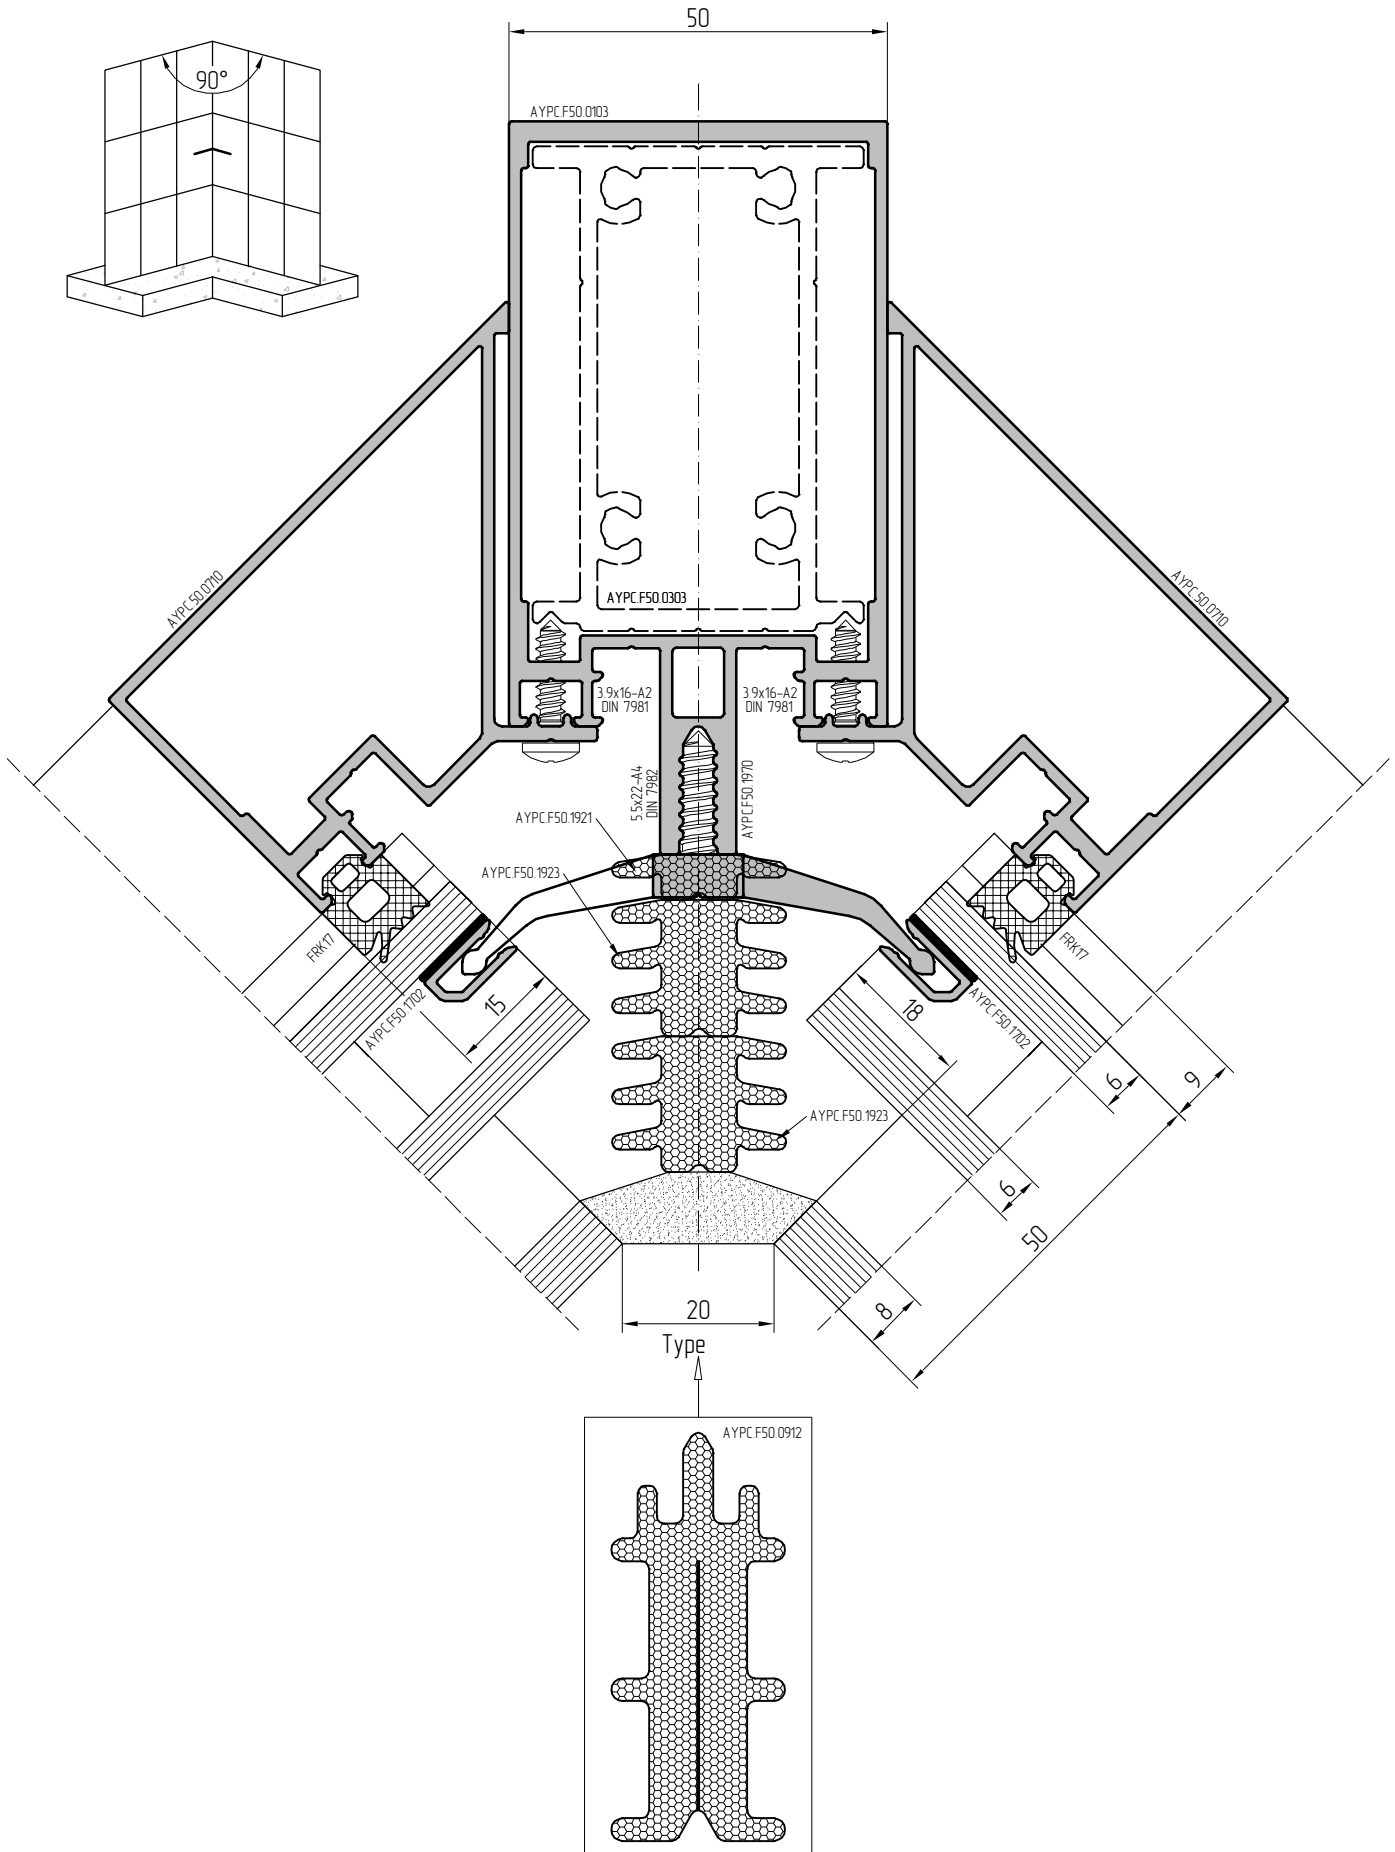 50
90°
AYPC.F50.0103
AYPC.50.0710
AYPC.50.0710
AYPC.F50.0303
3.9x16-A2
DIN 7981
3.9x16-A2
DIN 7981
5.5x22-A4
DIN 7982
AYPC.F50.1970
AYPC.F50.1921
AYPC.F50.1923
FRK17
FRK17
AYPC.F50.1702
AYPC.F50.1702
15
18
6
9
AYPC.F50.1923
6
50
8
20
Type
AYPC.F50.0912